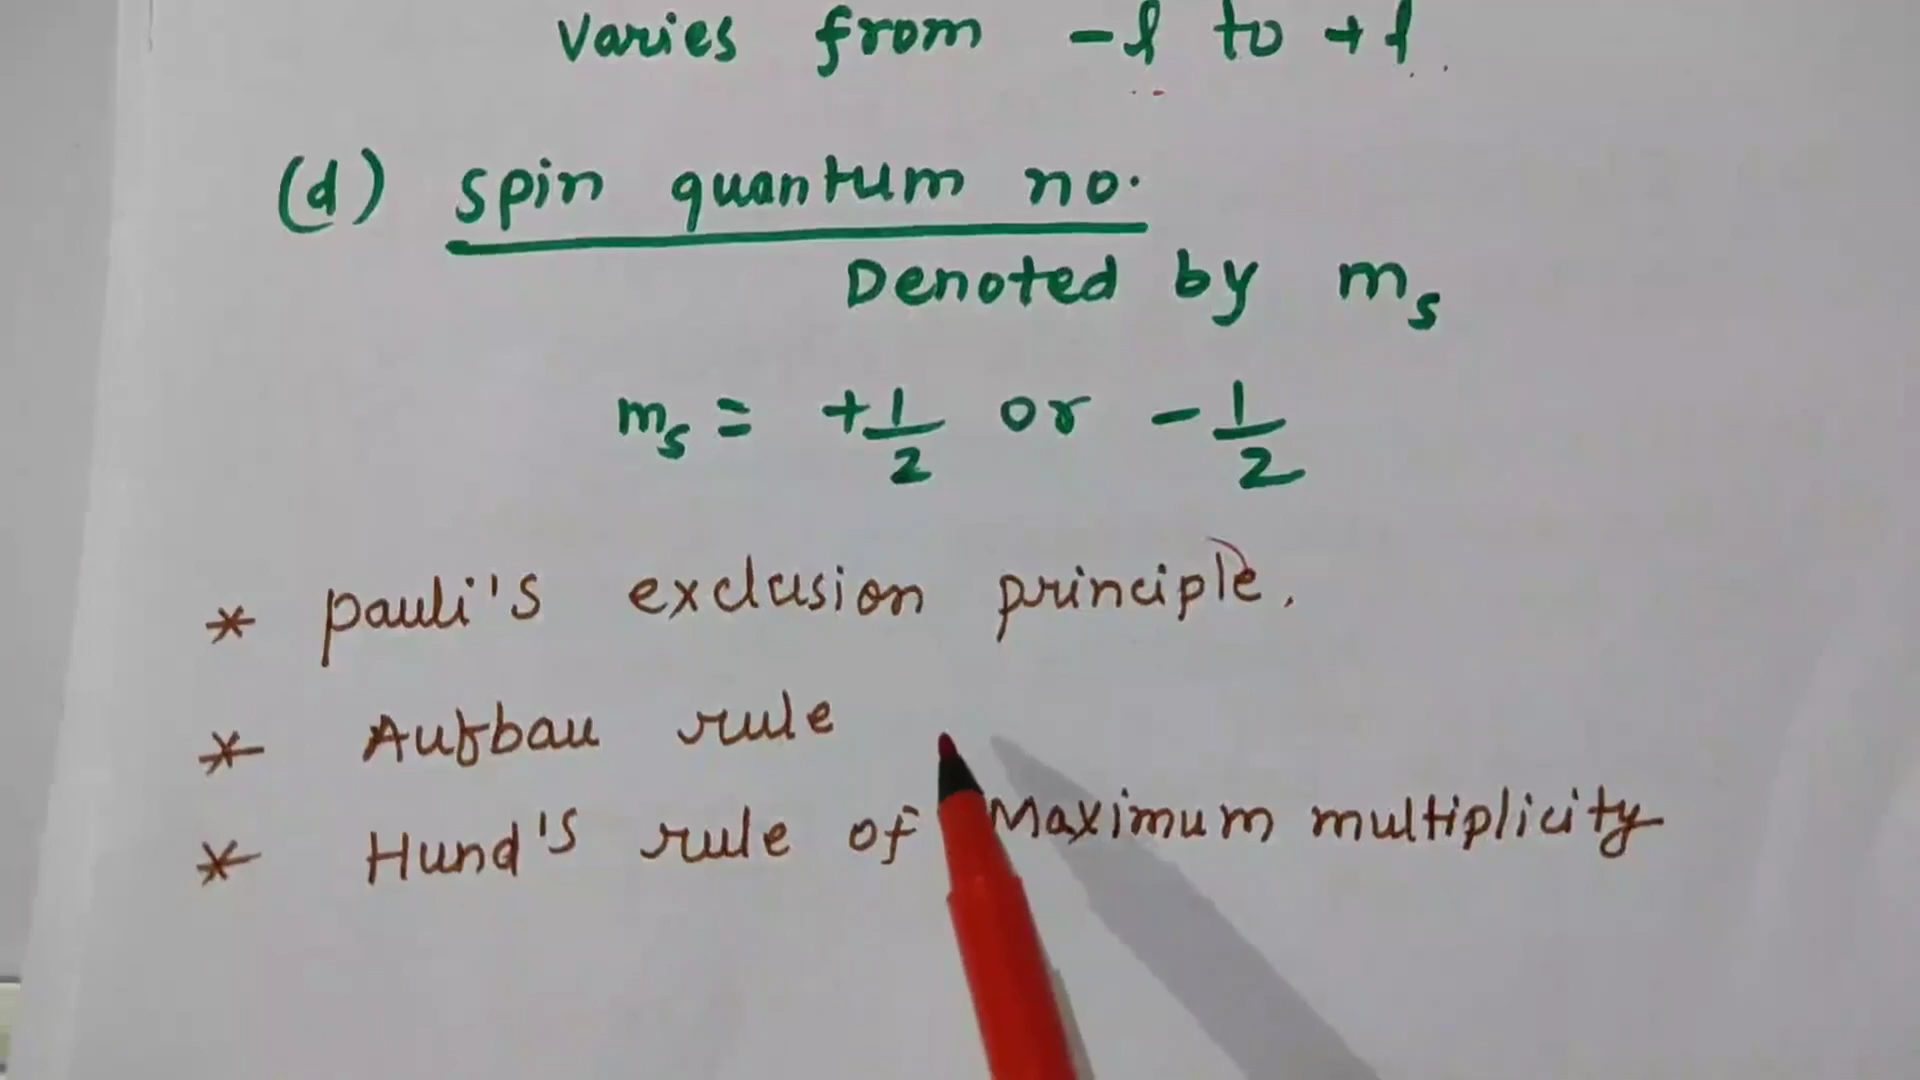 Varies from -l to +l
(d) spin quantum no.
Denoted by ms
ms = +1/2 or -1/2
* pauli's exclusion principle.
* Aufbau rule
* Hund's rule of Maximum multiplicity